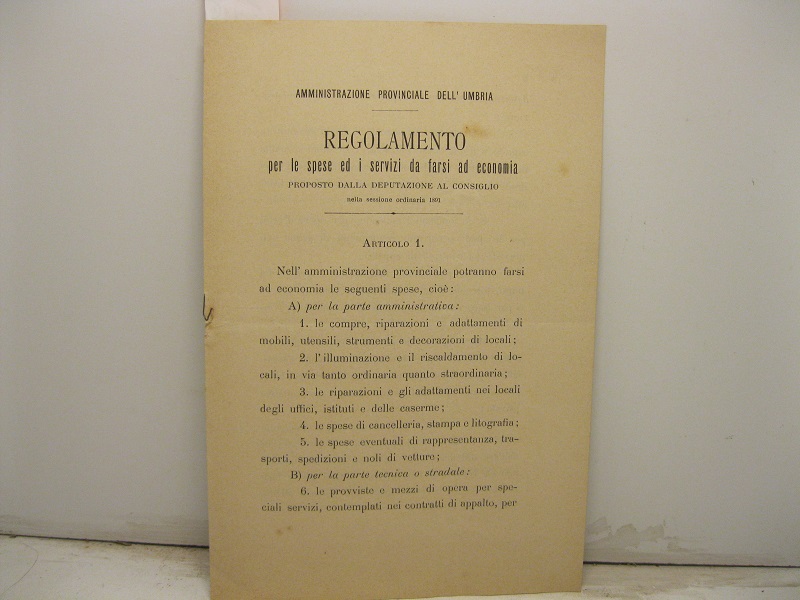 AMMINISTRAZIONE PROVINCIALE DELL' UMBRIA
REGOLAMENTO
per le spese ed i servizi da farsi ad economia
PROPOSTO DALLA DEPUTAZIONE AL CONSIGLIO
nella sessione ordinaria 1891
ARTICOLO 1.
Nell' amministrazione provinciale potranno farsi
ad economia le seguenti spese, cioè:
A) per la parte amministrativa:
1. le compre, riparazioni e adattamenti di
mobili, utensili, strumenti e decorazioni di locali;
2. l'illuminazione e il riscaldamento di lo-
cali, in via tanto ordinaria quanto straordinaria;
3. le riparazioni e gli adattamenti nei locali
degli uffici, istituti e delle caserme;
4. le spese di cancelleria, stampa e litografia;
5. le spese eventuali di rappresentanza, tra-
sporti, spedizioni e noli di vetture;
B) per la parte tecnica o stradale:
6. le provviste e mezzi di opera per spe-
ciali servizi, contemplati nei contratti di appalto, per